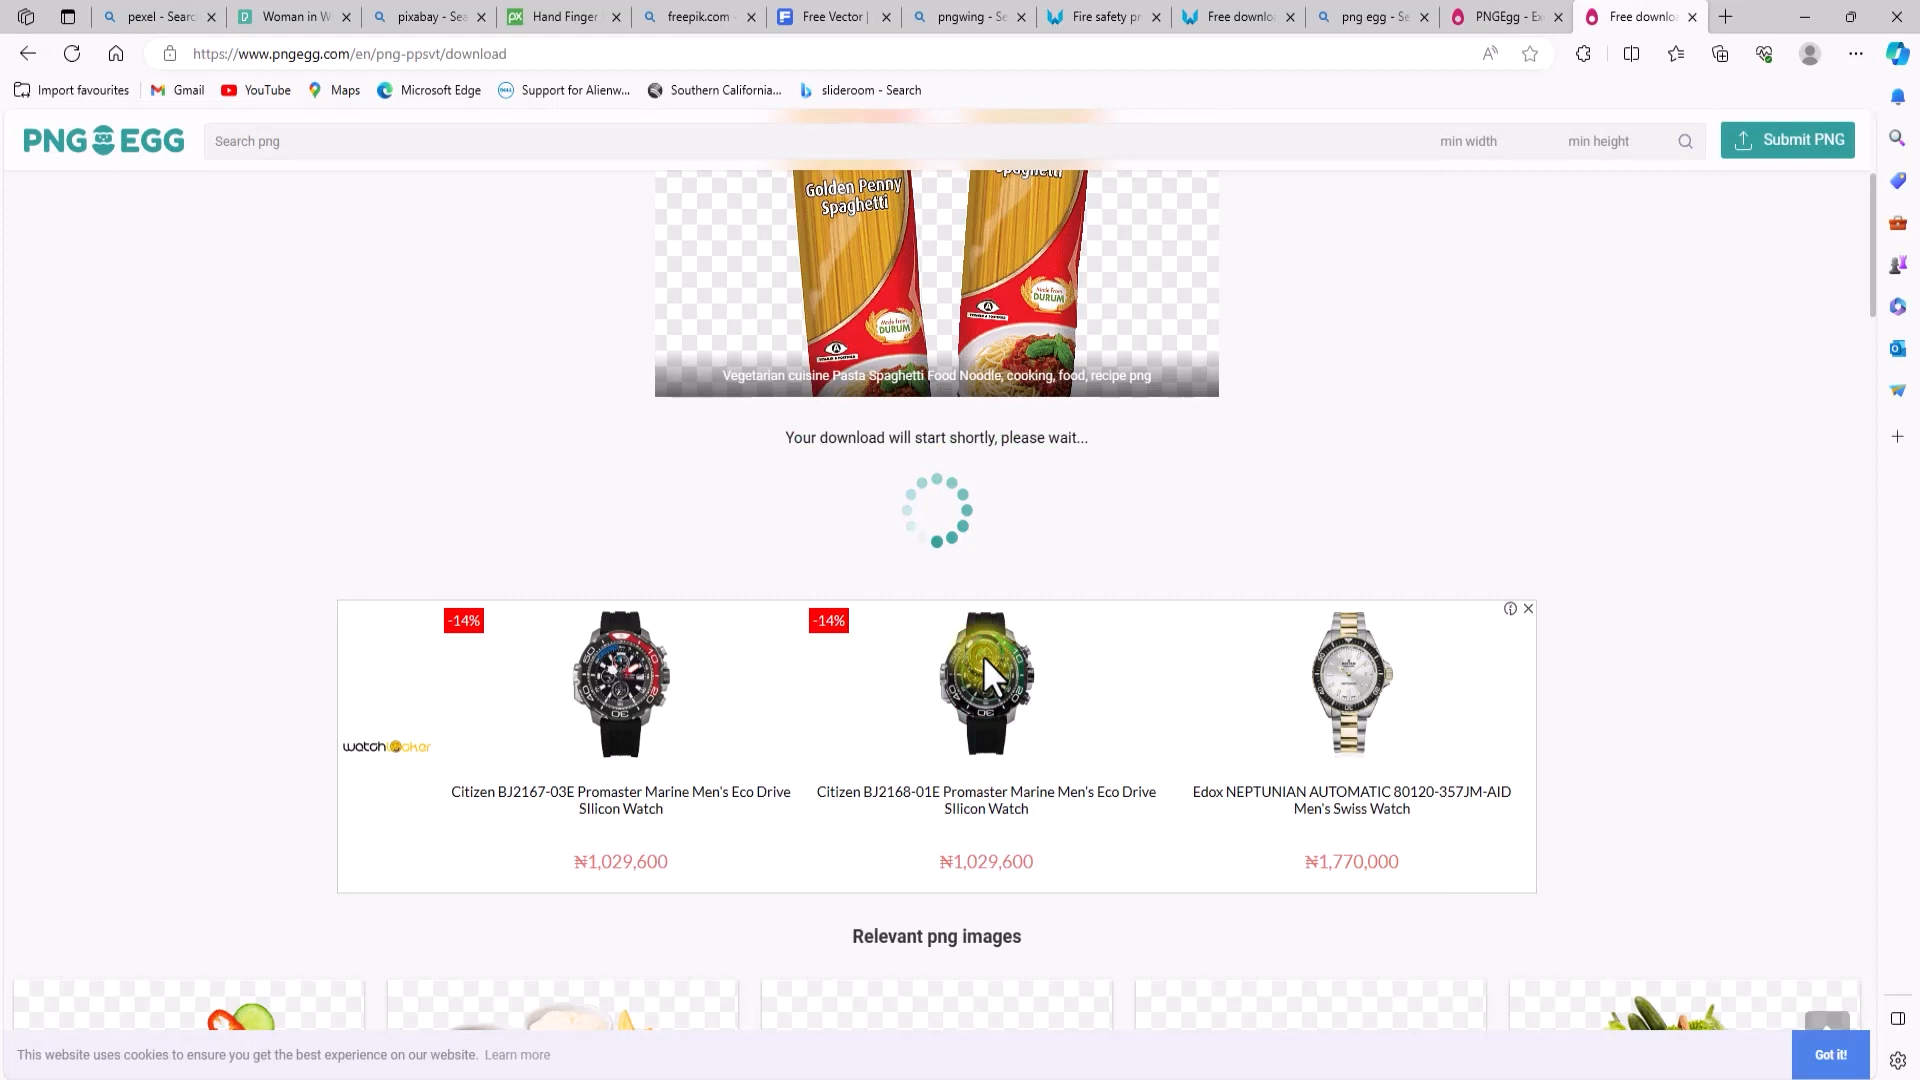 pexel - Searc
Woman in W
pixabay - Sea
Hand Finger
freepik.com -
Free Vector |
pngwing - Se
Fire safety pr
Free downlo
png egg - Se
PNGEgg - Ex
Free downlo
https://www.pngegg.com/en/png-ppsvt/download
Import favourites
Gmail
YouTube
Maps
Microsoft Edge
Support for Alienw...
Southern California...
slideroom - Search
PNG EGG
Search png
min width
min height
Submit PNG
Golden Penny
Spaghetti
Spaghetti
Made From
DURUM
Made From
DURUM
Vegetarian cuisine Pasta Spaghetti Food Noodle, cooking, food, recipe png
Your download will start shortly, please wait...
-14%
-14%
watchlocker
Citizen BJ2167-03E Promaster Marine Men's Eco Drive
SIlicon Watch
₦1,029,600
Citizen BJ2168-01E Promaster Marine Men's Eco Drive
SIlicon Watch
₦1,029,600
Edox NEPTUNIAN AUTOMATIC 80120-357JM-AID
Men's Swiss Watch
₦1,770,000
Relevant png images
This website uses cookies to ensure you get the best experience on our website. Learn more
Got it!